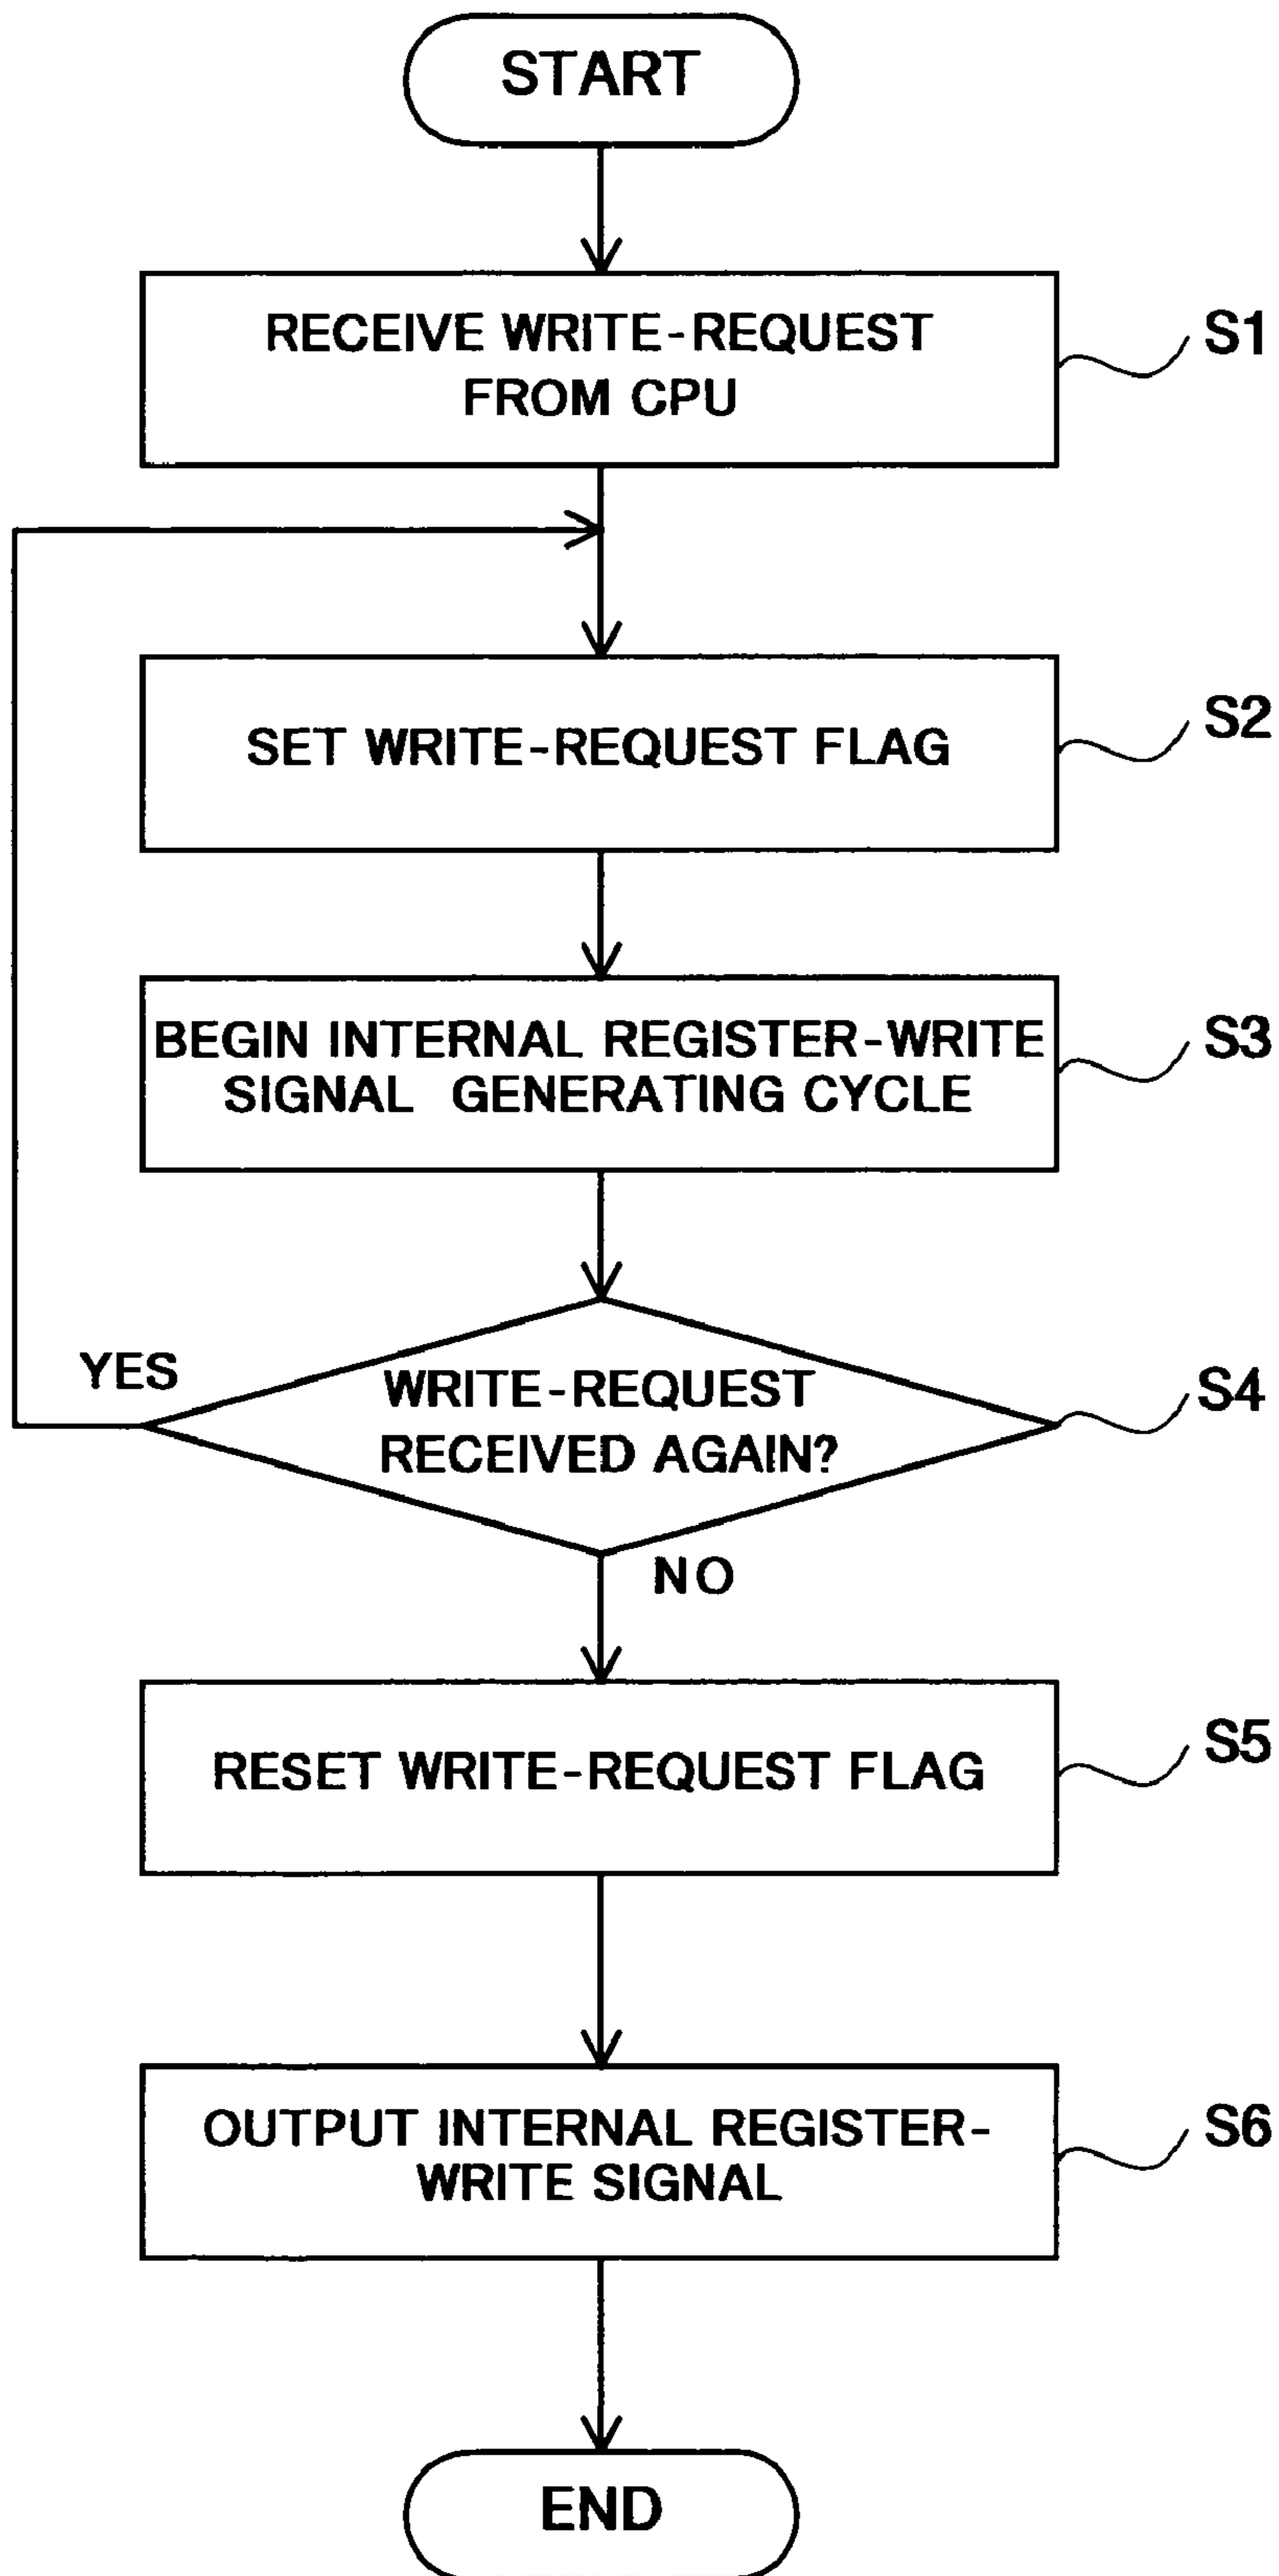 START
RECEIVE WRITE-REQUEST
FROM CPU
S1
SET WRITE-REQUEST FLAG
S2
BEGIN INTERNAL REGISTER-WRITE
SIGNAL GENERATING CYCLE
S3
YES
WRITE-REQUEST
RECEIVED AGAIN?
S4
NO
RESET WRITE-REQUEST FLAG
S5
OUTPUT INTERNAL REGISTER-
WRITE SIGNAL
S6
END